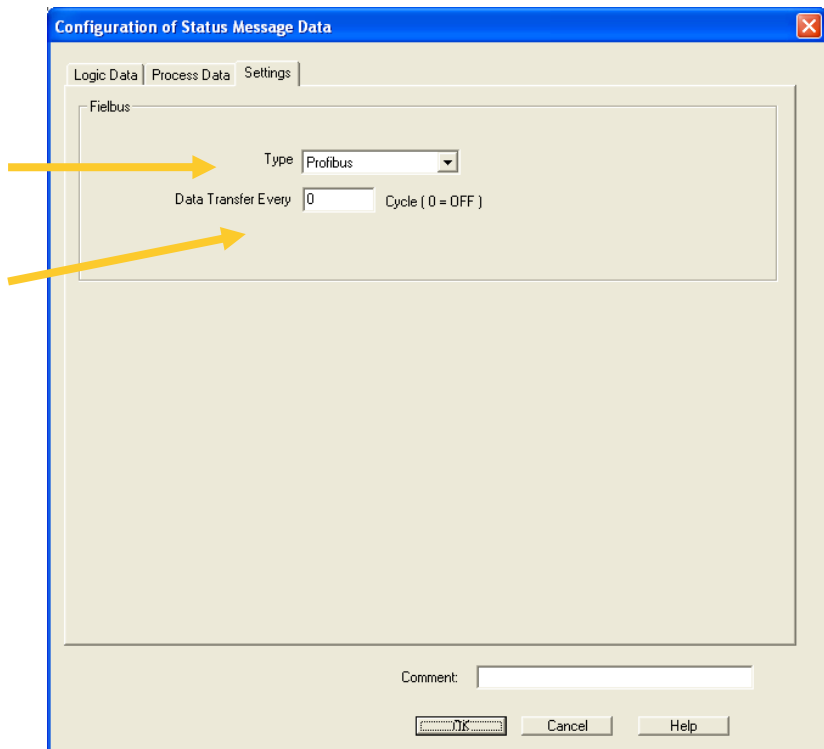 Configuration of Status Message Data
Logic Data Process Data Settings
Fielbus
Type Profibus
Data Transfer Every 0 Cycle ( 0 = OFF )
Comment:
OK Cancel Help